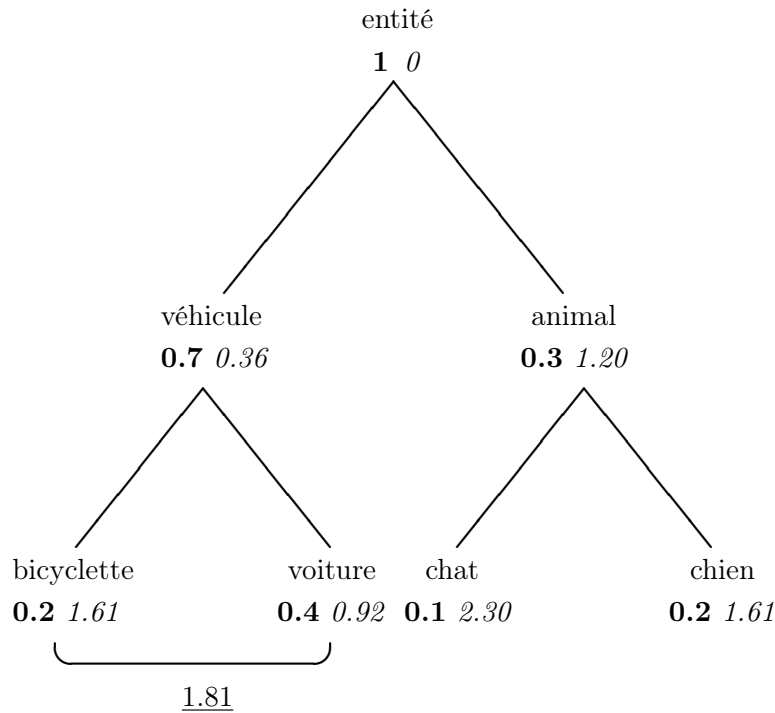 entité
1 0
véhicule animal
0.7 0.36 0.3 1.20
bicyclette voiture chat chien
0.2 1.61 0.4 0.92 0.1 2.30 0.2 1.61
1.81